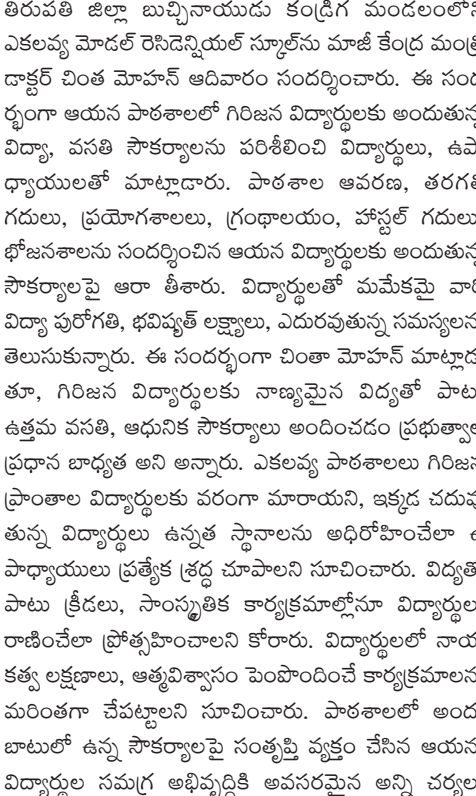 తిరుపతి జిల్లా బుచ్చినాయుడు కండ్రిగ మండలంలోని
ఎకలవ్య మోడల్ రెసిడెన్షియల్ స్కూల్‌ను మాజీ కేంద్ర మంత్రి
డాక్టర్ చింత మోహన్ ఆదివారం సందర్శించారు. ఈ సంద
ర్భంగా ఆయన పాఠశాలలో గిరిజన విద్యార్థులకు అందుతున్న
విద్యా, వసతి సౌకర్యాలను పరిశీలించి విద్యార్థులు, ఉపా
ధ్యాయులతో మాట్లాడారు. పాఠశాల ఆవరణ, తరగతి
గదులు, ప్రయోగశాలలు, గ్రంథాలయం, హాస్టల్ గదులు,
భోజనశాలను సందర్శించిన ఆయన విద్యార్థులకు అందుతున్న
సౌకర్యాలపై ఆరా తీశారు. విద్యార్థులతో మమేకమై వారి
విద్యా పురోగతి, భవిష్యత్ లక్ష్యాలు, ఎదురవుతున్న సమస్యలను
తెలుసుకున్నారు. ఈ సందర్భంగా చింతా మోహన్ మాట్లాడు
తూ, గిరిజన విద్యార్థులకు నాణ్యమైన విద్యతో పాటు
ఉత్తమ వసతి, ఆధునిక సౌకర్యాలు అందించడం ప్రభుత్వాల
ప్రధాన బాధ్యత అని అన్నారు. ఎకలవ్య పాఠశాలలు గిరిజన
ప్రాంతాల విద్యార్థులకు వరంగా మారాయని, ఇక్కడ చదువు
తున్న విద్యార్థులు ఉన్నత స్థానాలను అధిరోహించేలా ఉ
పాధ్యాయులు ప్రత్యేక శ్రద్ధ చూపాలని సూచించారు. విద్యతో
పాటు క్రీడలు, సాంస్కృతిక కార్యక్రమాల్లోనూ విద్యార్థులు
రాణించేలా ప్రోత్సహించాలని కోరారు. విద్యార్థులలో నాయ
కత్వ లక్షణాలు, ఆత్మవిశ్వాసం పెంపొందించే కార్యక్రమాలను
మరింతగా చేపట్టాలని సూచించారు. పాఠశాలలో అందు
బాటులో ఉన్న సౌకర్యాలపై సంతృప్తి వ్యక్తం చేసిన ఆయన,
విద్యార్థుల సమగ్ర అభివృద్ధికి అవసరమైన అన్ని చర్యలు